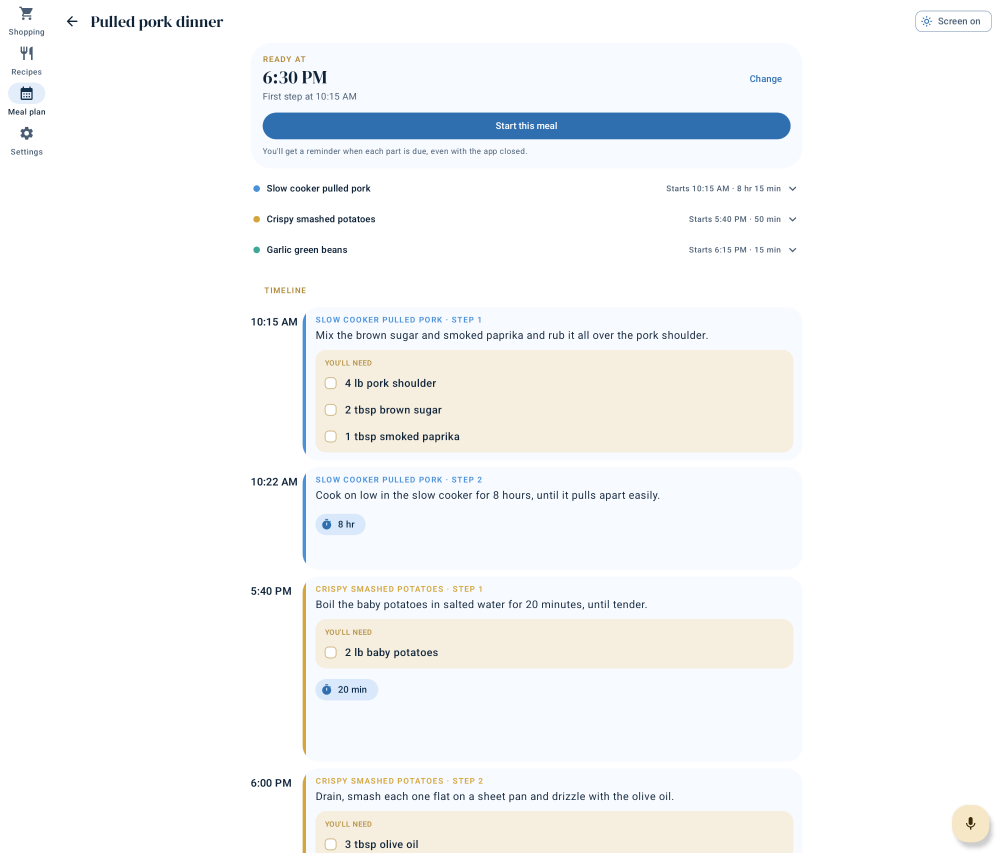 Shopping
Recipes
Meal plan
Settings
Pulled pork dinner
Screen on
READY AT
6:30 PM
First step at 10:15 AM
Change
Start this meal
You'll get a reminder when each part is due, even with the app closed.
Slow cooker pulled pork
Starts 10:15 AM · 8 hr 15 min
Crispy smashed potatoes
Starts 5:40 PM · 50 min
Garlic green beans
Starts 6:15 PM · 15 min
TIMELINE
10:15 AM
SLOW COOKER PULLED PORK · STEP 1
Mix the brown sugar and smoked paprika and rub it all over the pork shoulder.
YOU'LL NEED
4 lb pork shoulder
2 tbsp brown sugar
1 tbsp smoked paprika
10:22 AM
SLOW COOKER PULLED PORK · STEP 2
Cook on low in the slow cooker for 8 hours, until it pulls apart easily.
8 hr
5:40 PM
CRISPY SMASHED POTATOES · STEP 1
Boil the baby potatoes in salted water for 20 minutes, until tender.
YOU'LL NEED
2 lb baby potatoes
20 min
6:00 PM
CRISPY SMASHED POTATOES · STEP 2
Drain, smash each one flat on a sheet pan and drizzle with the olive oil.
YOU'LL NEED
3 tbsp olive oil